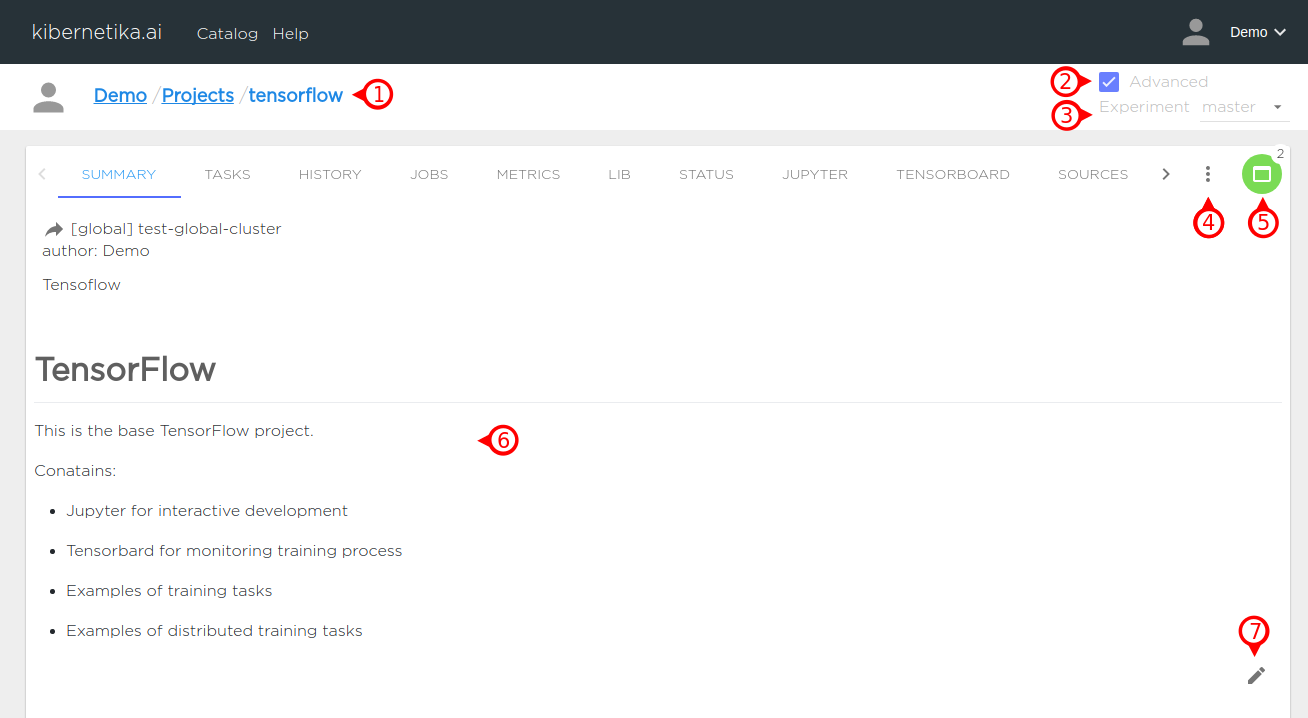 kibernetika.ai Catalog Help Demo
Demo / Projects / tensorflow 1
2 Advanced
3 Experiment master
2
SUMMARY TASKS HISTORY JOBS METRICS LIB STATUS JUPYTER TENSORBOARD SOURCES
4 5
[global] test-global-cluster
author: Demo
Tensoflow
TensorFlow
This is the base TensorFlow project.
6
Conatains:
• Jupyter for interactive development
• Tensorbard for monitoring training process
• Examples of training tasks
• Examples of distributed training tasks
7